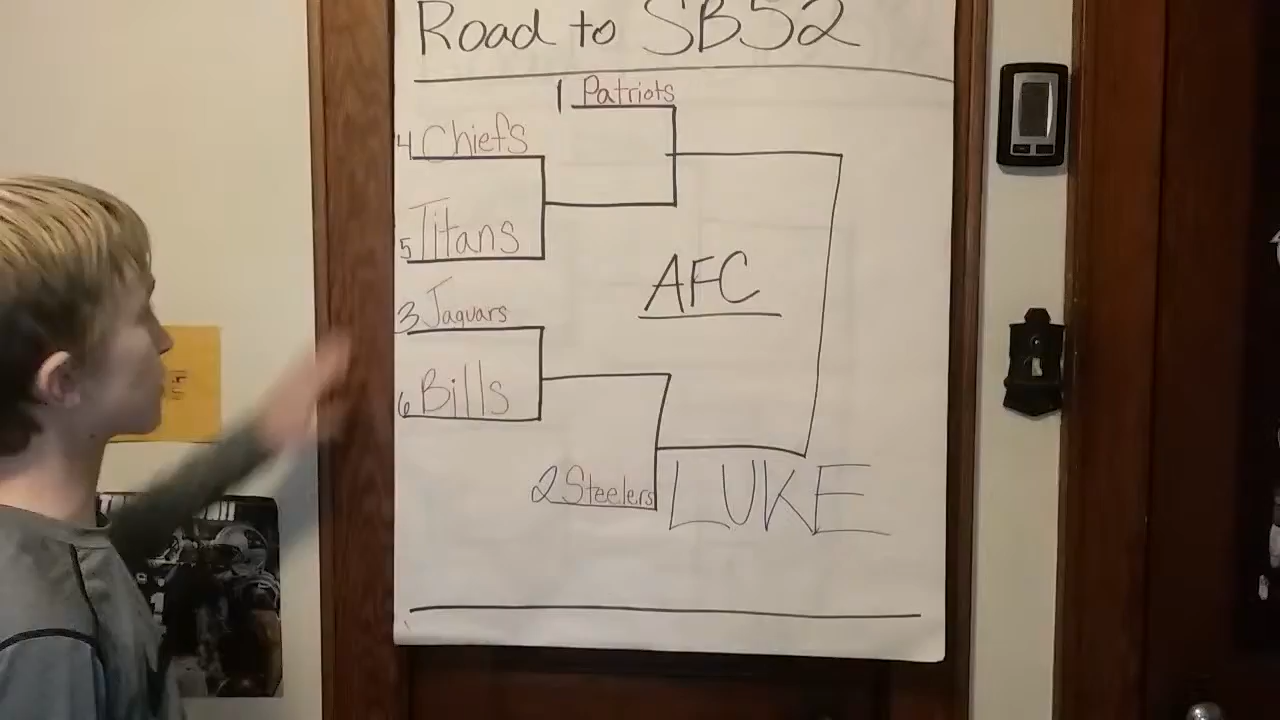 Road to SB52
1 Patriots
4 Chiefs
5 Titans
AFC
3 Jaguars
6 Bills
2 Steelers
LUKE